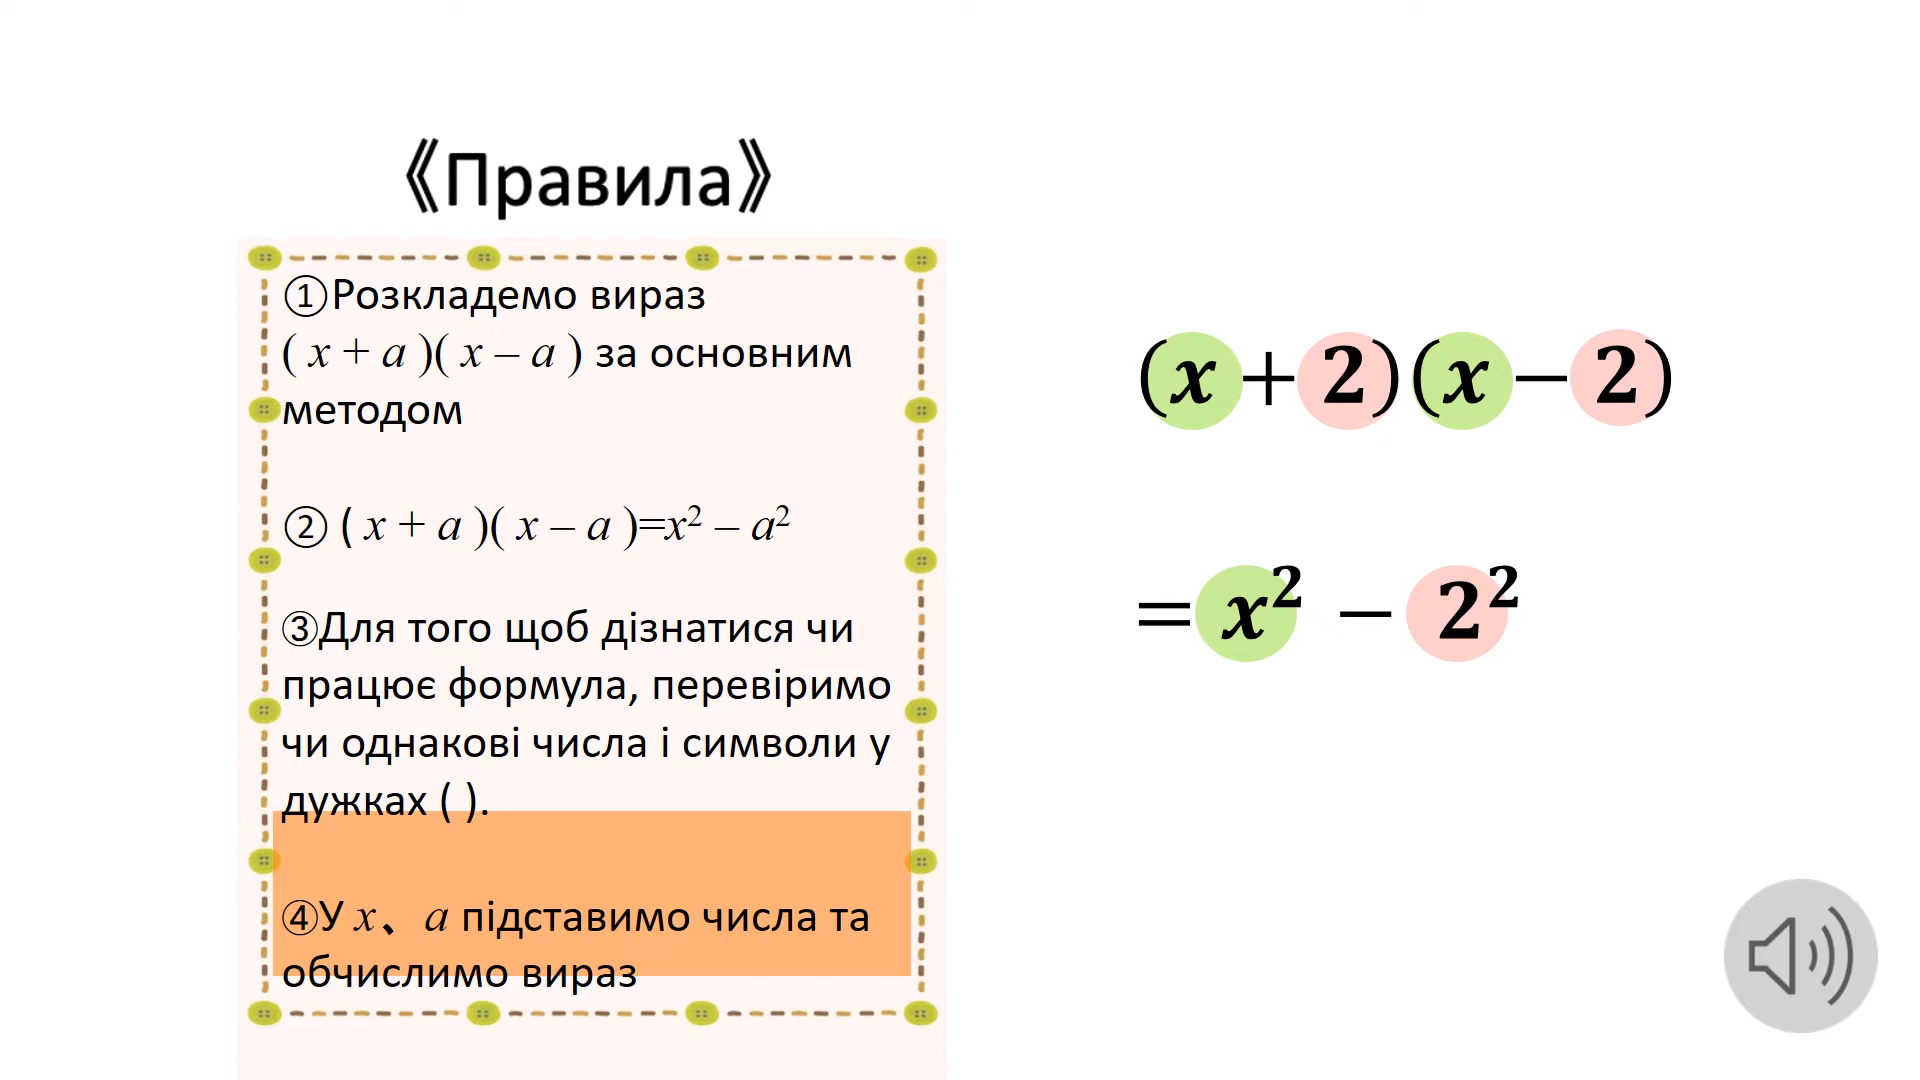 《Правила》
①Розкладемо вираз
( x + a )( x – a ) за основним
методом
② ( x + a )( x – a )=x² – a²
③Для того щоб дізнатися чи
працює формула, перевіримо
чи однакові числа і символи у
дужках ( ).
④У x、a підставимо числа та
обчислимо вираз
(x+2)(x−2)
=x² − 2²